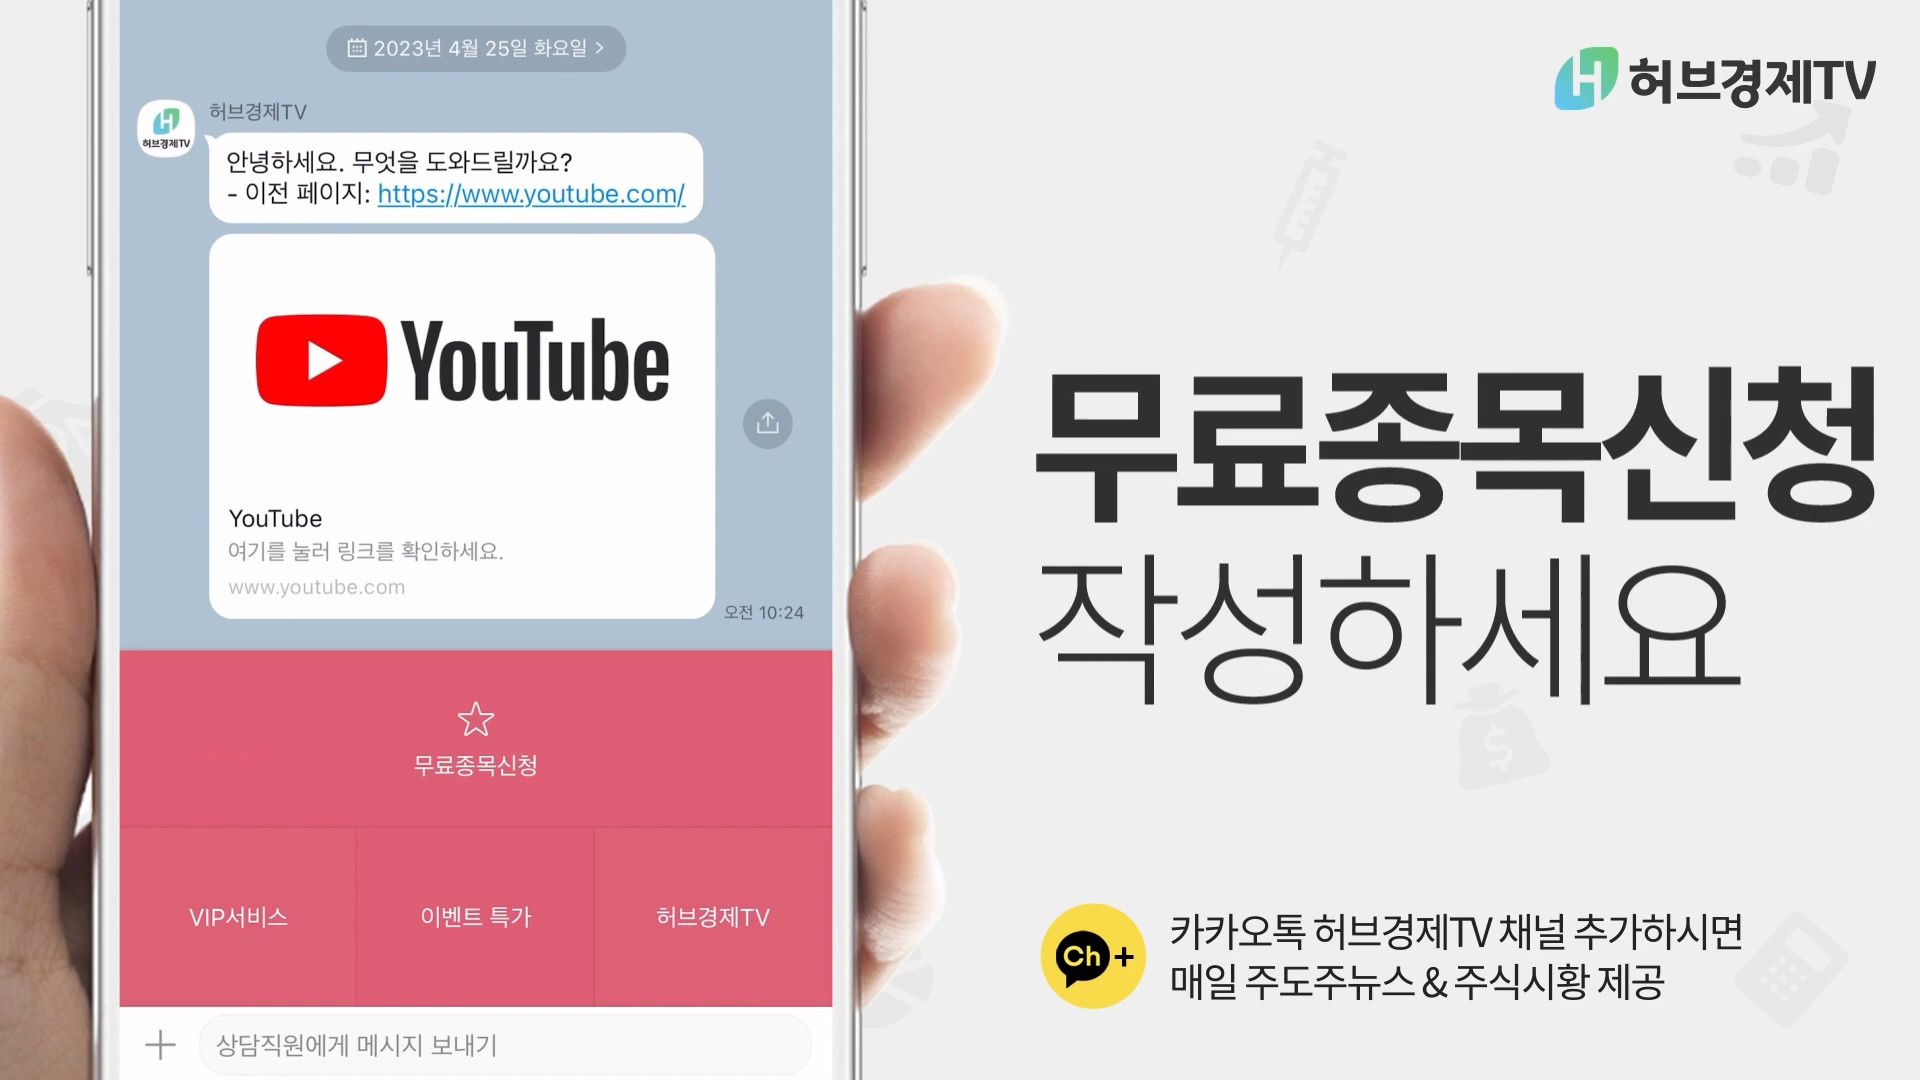 2023년 4월 25일 화요일 >
허브경제TV
허브경제TV
안녕하세요. 무엇을 도와드릴까요?
- 이전 페이지: https://www.youtube.com/
YouTube
YouTube
여기를 눌러 링크를 확인하세요.
www.youtube.com
오전 10:24
무료종목신청
VIP서비스
이벤트 특가
허브경제TV
상담직원에게 메시지 보내기
허브경제TV
무료종목신청
작성하세요
Ch+
카카오톡 허브경제TV 채널 추가하시면
매일 주도주뉴스 & 주식시황 제공